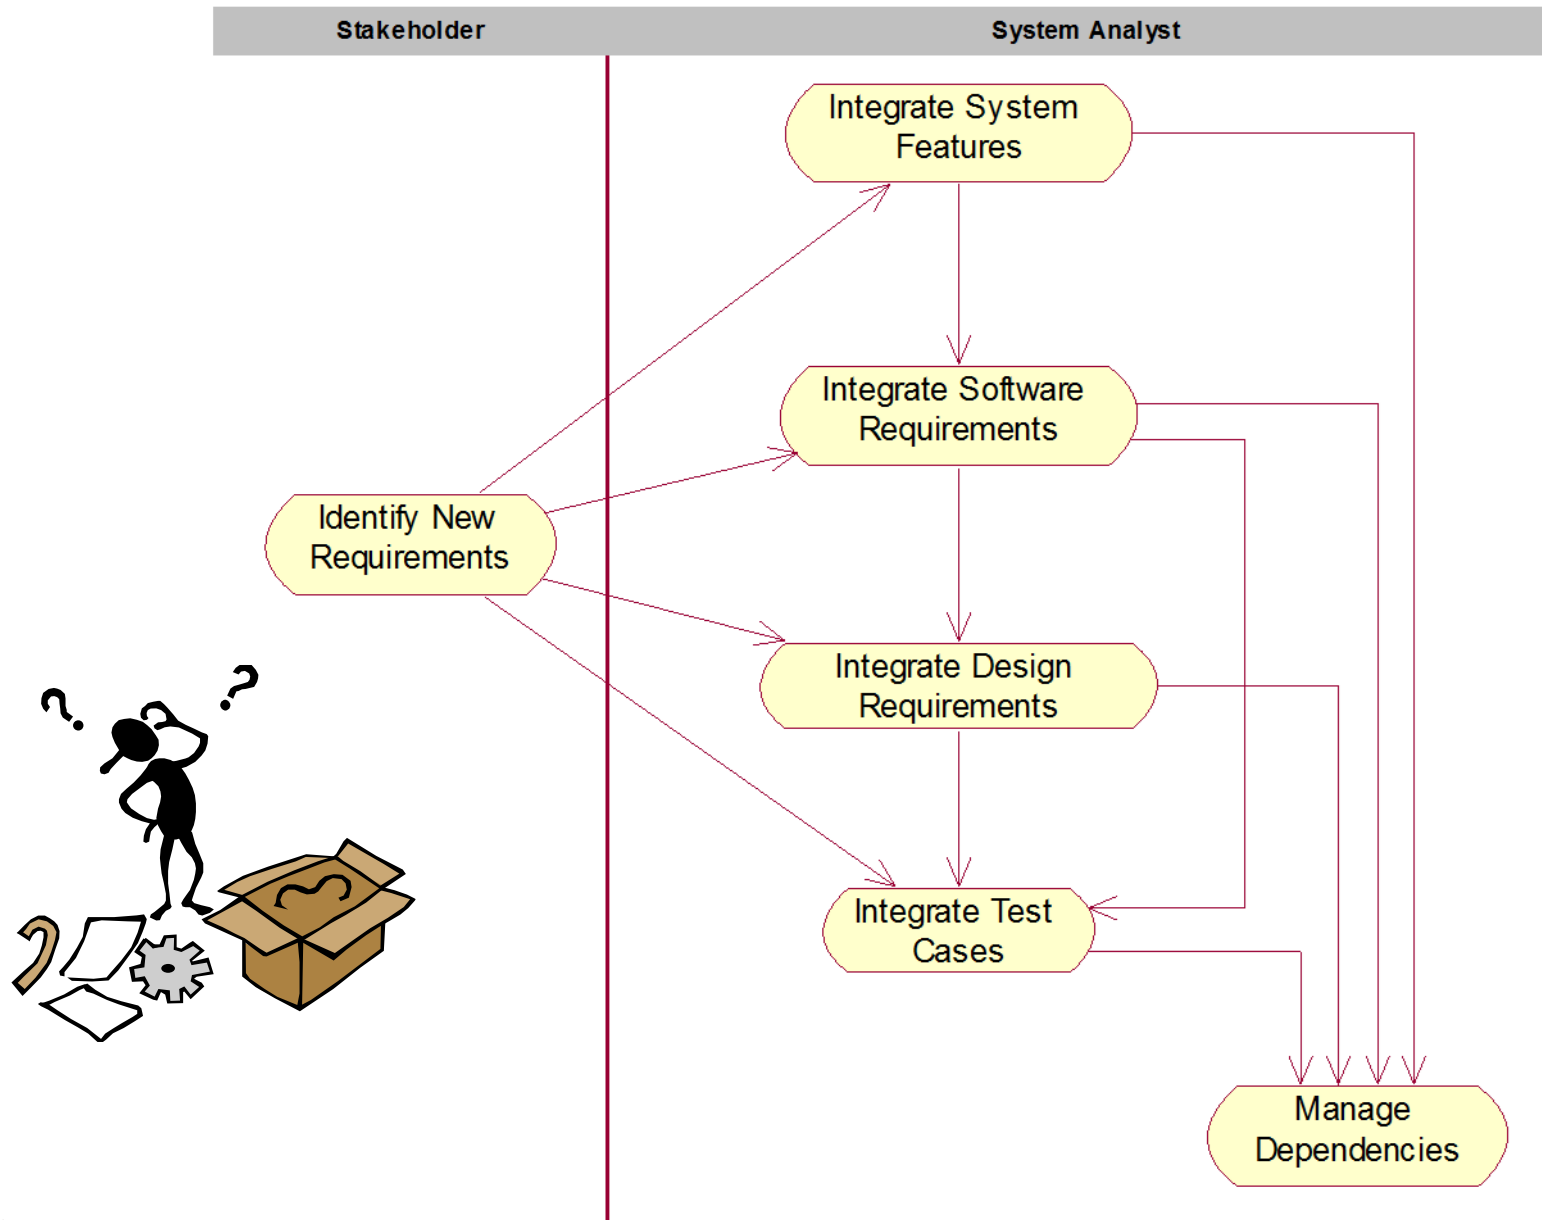 Stakeholder
System Analyst
Integrate System
Features
Integrate Software
Requirements
Identify New
Requirements
Integrate Design
Requirements
Integrate Test
Cases
Manage
Dependencies
? ?